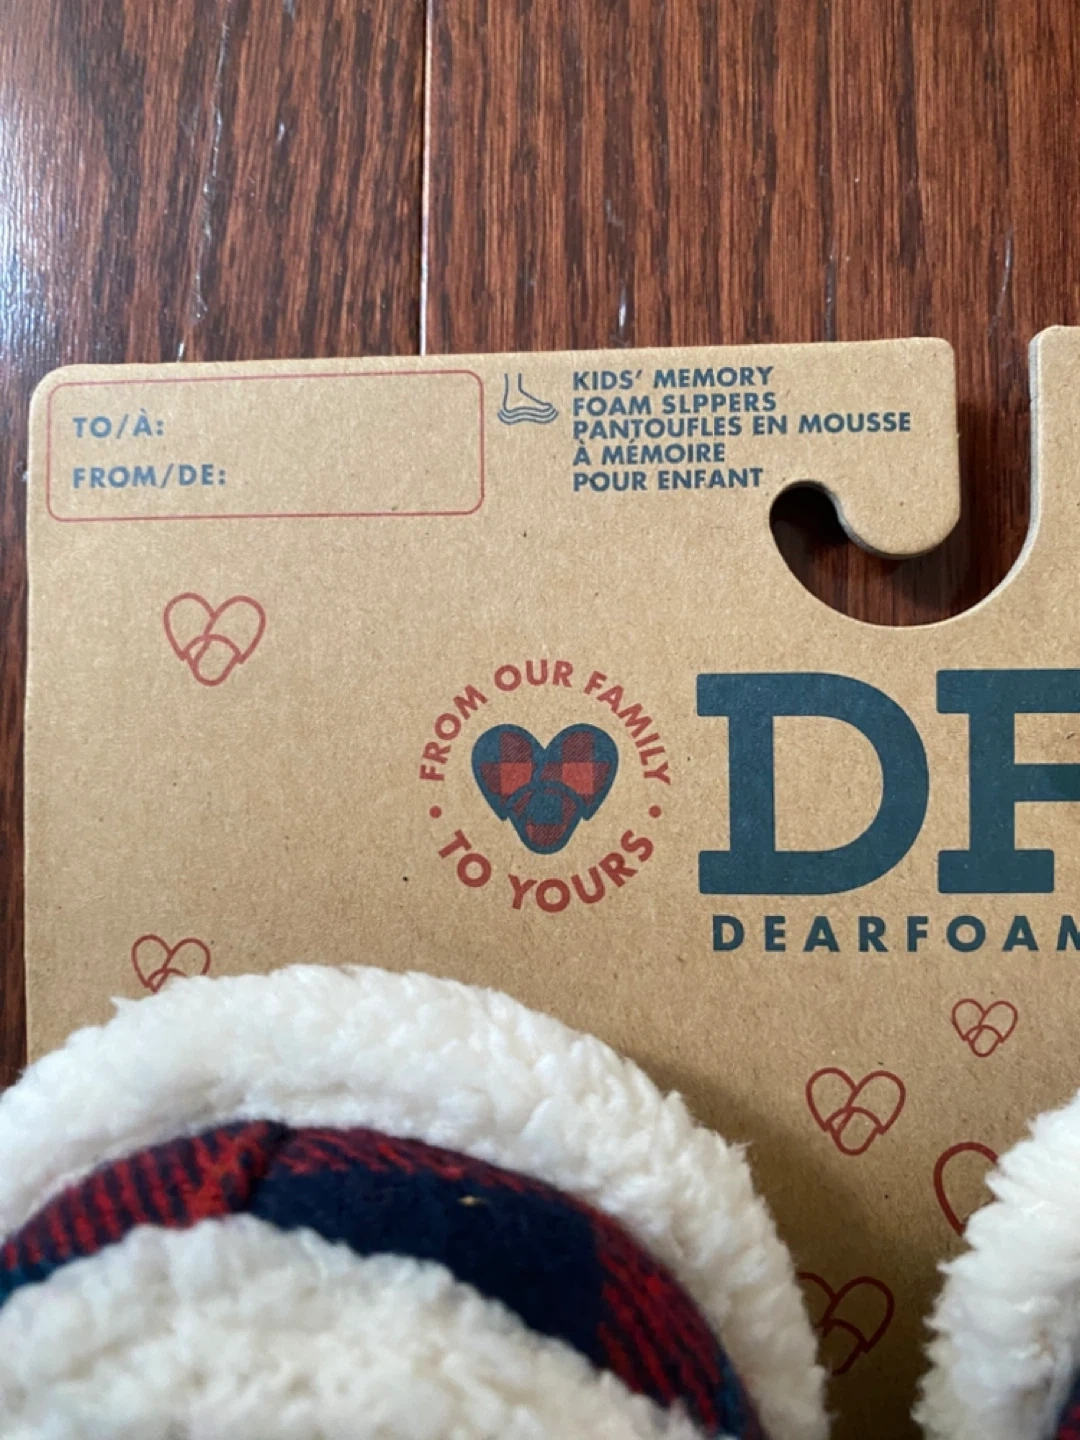 TO/À:
FROM/DE:
KIDS' MEMORY
FOAM SLPPERS
PANTOUFLES EN MOUSSE
À MÉMOIRE
POUR ENFANT
FROM OUR FAMILY
• TO YOURS •
DF
DEARFOAM